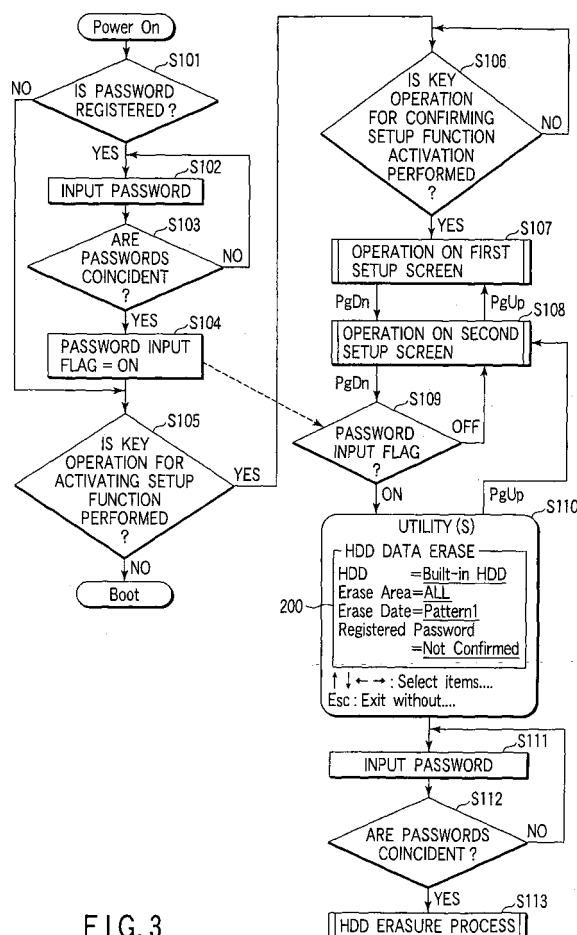 Power On
S101
NO
IS PASSWORD
REGISTERED ?
YES
S102
INPUT PASSWORD
S103
ARE
PASSWORDS
COINCIDENT
?
NO
YES
S104
PASSWORD INPUT
FLAG = ON
S105
IS KEY
OPERATION FOR
ACTIVATING SETUP
FUNCTION
PERFORMED
?
YES
NO
Boot
S106
IS KEY
OPERATION
FOR CONFIRMING
SETUP FUNCTION
ACTIVATION
PERFORMED
?
NO
YES
S107
OPERATION ON FIRST
SETUP SCREEN
PgDn
PgUp
S108
OPERATION ON SECOND
SETUP SCREEN
PgDn
S109
PASSWORD
INPUT FLAG
?
OFF
ON
PgUp
S110
UTILITY (S)
HDD DATA ERASE
HDD =Built-in HDD
Erase Area=ALL
Erase Date=Pattern1
Registered Password
=Not Confirmed
200
↑ ↓ ← → : Select items....
Esc : Exit without....
S111
INPUT PASSWORD
S112
ARE PASSWORDS
COINCIDENT ?
NO
YES
S113
HDD ERASURE PROCESS
FIG. 3